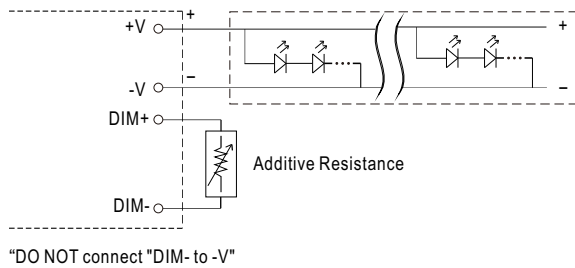 +V
+
+
-V
–
–
DIM+
Additive Resistance
DIM-
“DO NOT connect "DIM- to -V"